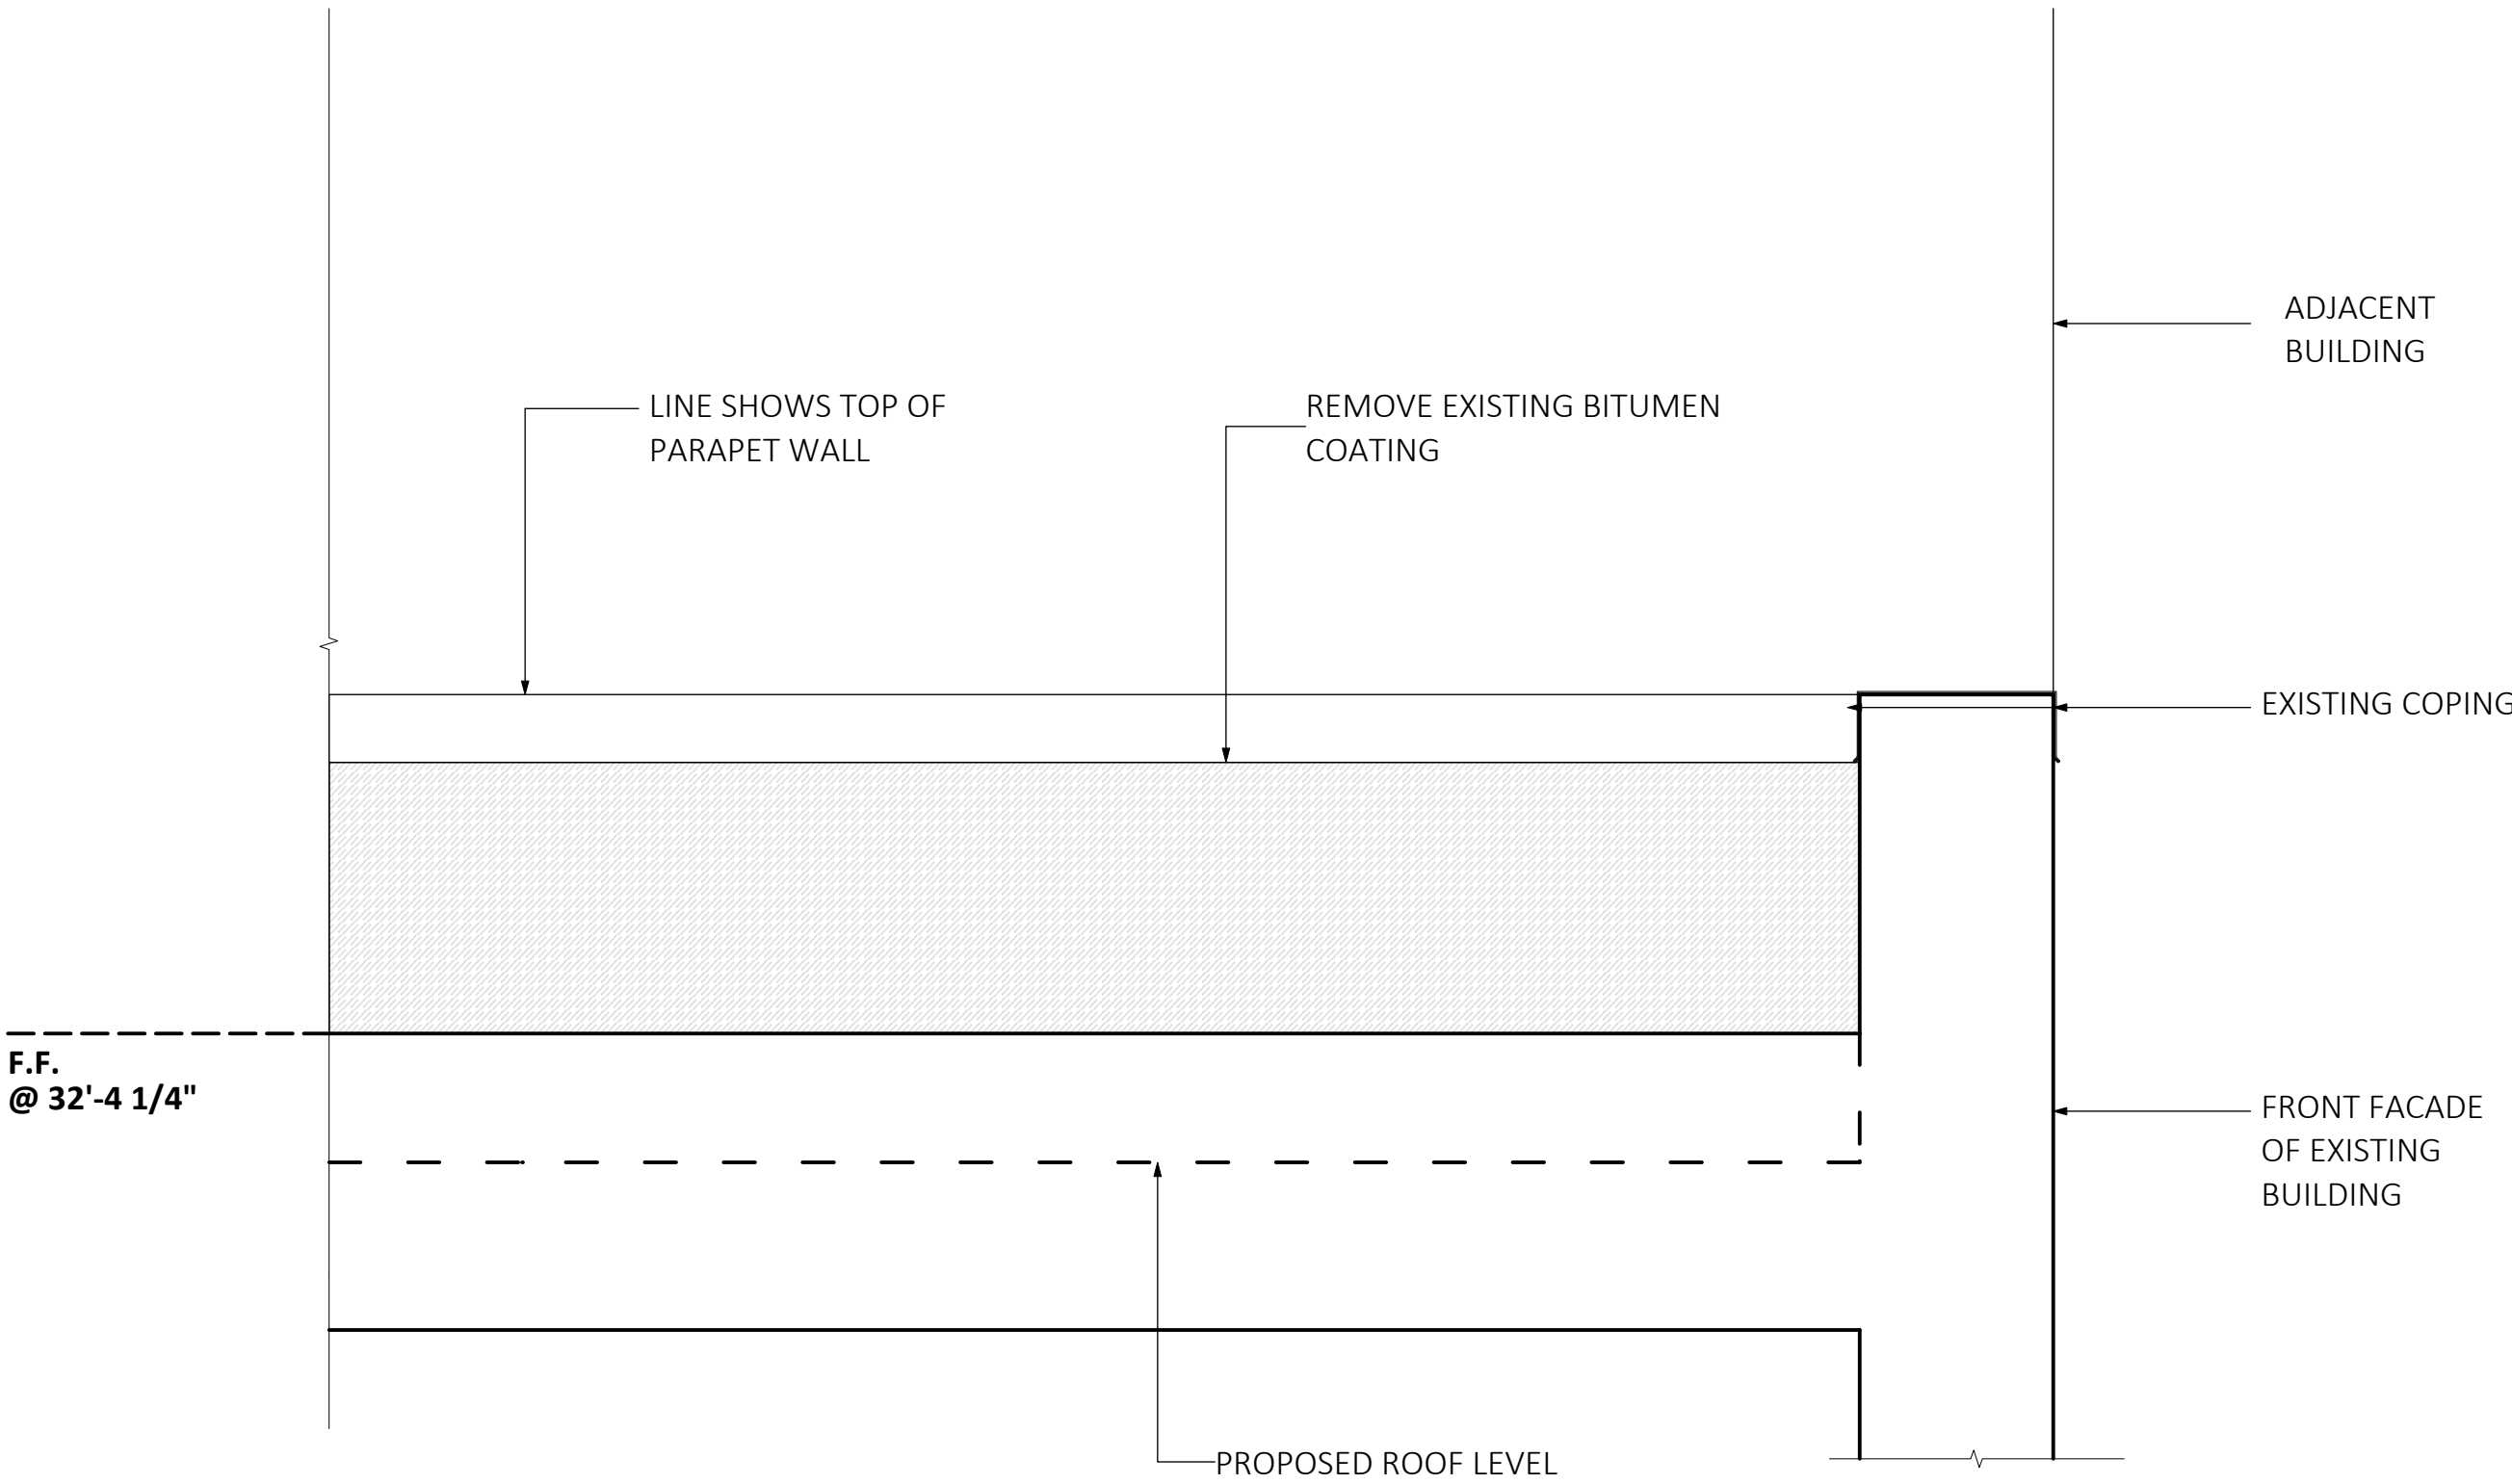 ADJACENT
BUILDING
LINE SHOWS TOP OF
PARAPET WALL
REMOVE EXISTING BITUMEN
COATING
EXISTING COPING
F.F.
@ 32'-4 1/4"
FRONT FACADE
OF EXISTING
BUILDING
PROPOSED ROOF LEVEL